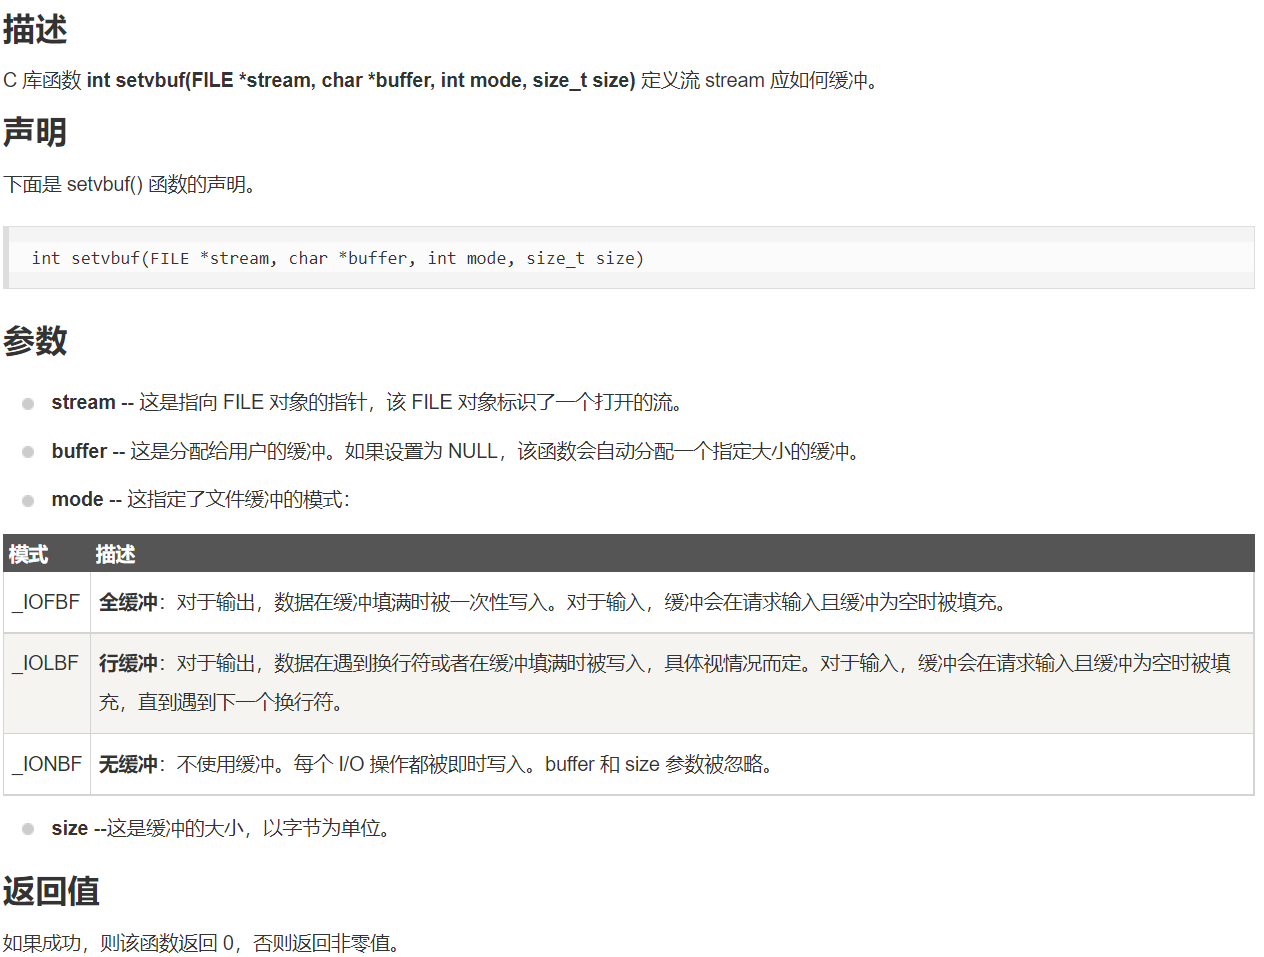 描述
C 库函数 int setvbuf(FILE *stream, char *buffer, int mode, size_t size) 定义流 stream 应如何缓冲。
声明
下面是 setvbuf() 函数的声明。
int setvbuf(FILE *stream, char *buffer, int mode, size_t size)
参数
stream -- 这是指向 FILE 对象的指针，该 FILE 对象标识了一个打开的流。
buffer -- 这是分配给用户的缓冲。如果设置为 NULL，该函数会自动分配一个指定大小的缓冲。
mode -- 这指定了文件缓冲的模式：
模式 描述
_IOFBF 全缓冲：对于输出，数据在缓冲填满时被一次性写入。对于输入，缓冲会在请求输入且缓冲为空时被填充。
_IOLBF 行缓冲：对于输出，数据在遇到换行符或者在缓冲填满时被写入，具体视情况而定。对于输入，缓冲会在请求输入且缓冲为空时被填
充，直到遇到下一个换行符。
_IONBF 无缓冲：不使用缓冲。每个 I/O 操作都被即时写入。buffer 和 size 参数被忽略。
size --这是缓冲的大小，以字节为单位。
返回值
如果成功，则该函数返回 0，否则返回非零值。